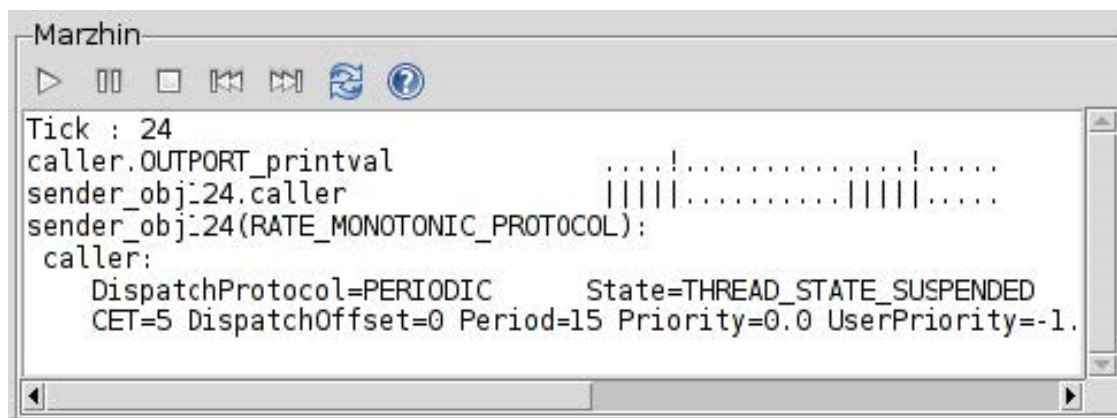 Marzhin
Tick : 24
caller.OUTPORT_printval ....!..............!.....
sender_obj_24.caller |||||..........|||||.....
sender_obj_24(RATE_MONOTONIC_PROTOCOL):
caller:
DispatchProtocol=PERIODIC State=THREAD_STATE_SUSPENDED
CET=5 DispatchOffset=0 Period=15 Priority=0.0 UserPriority=-1.